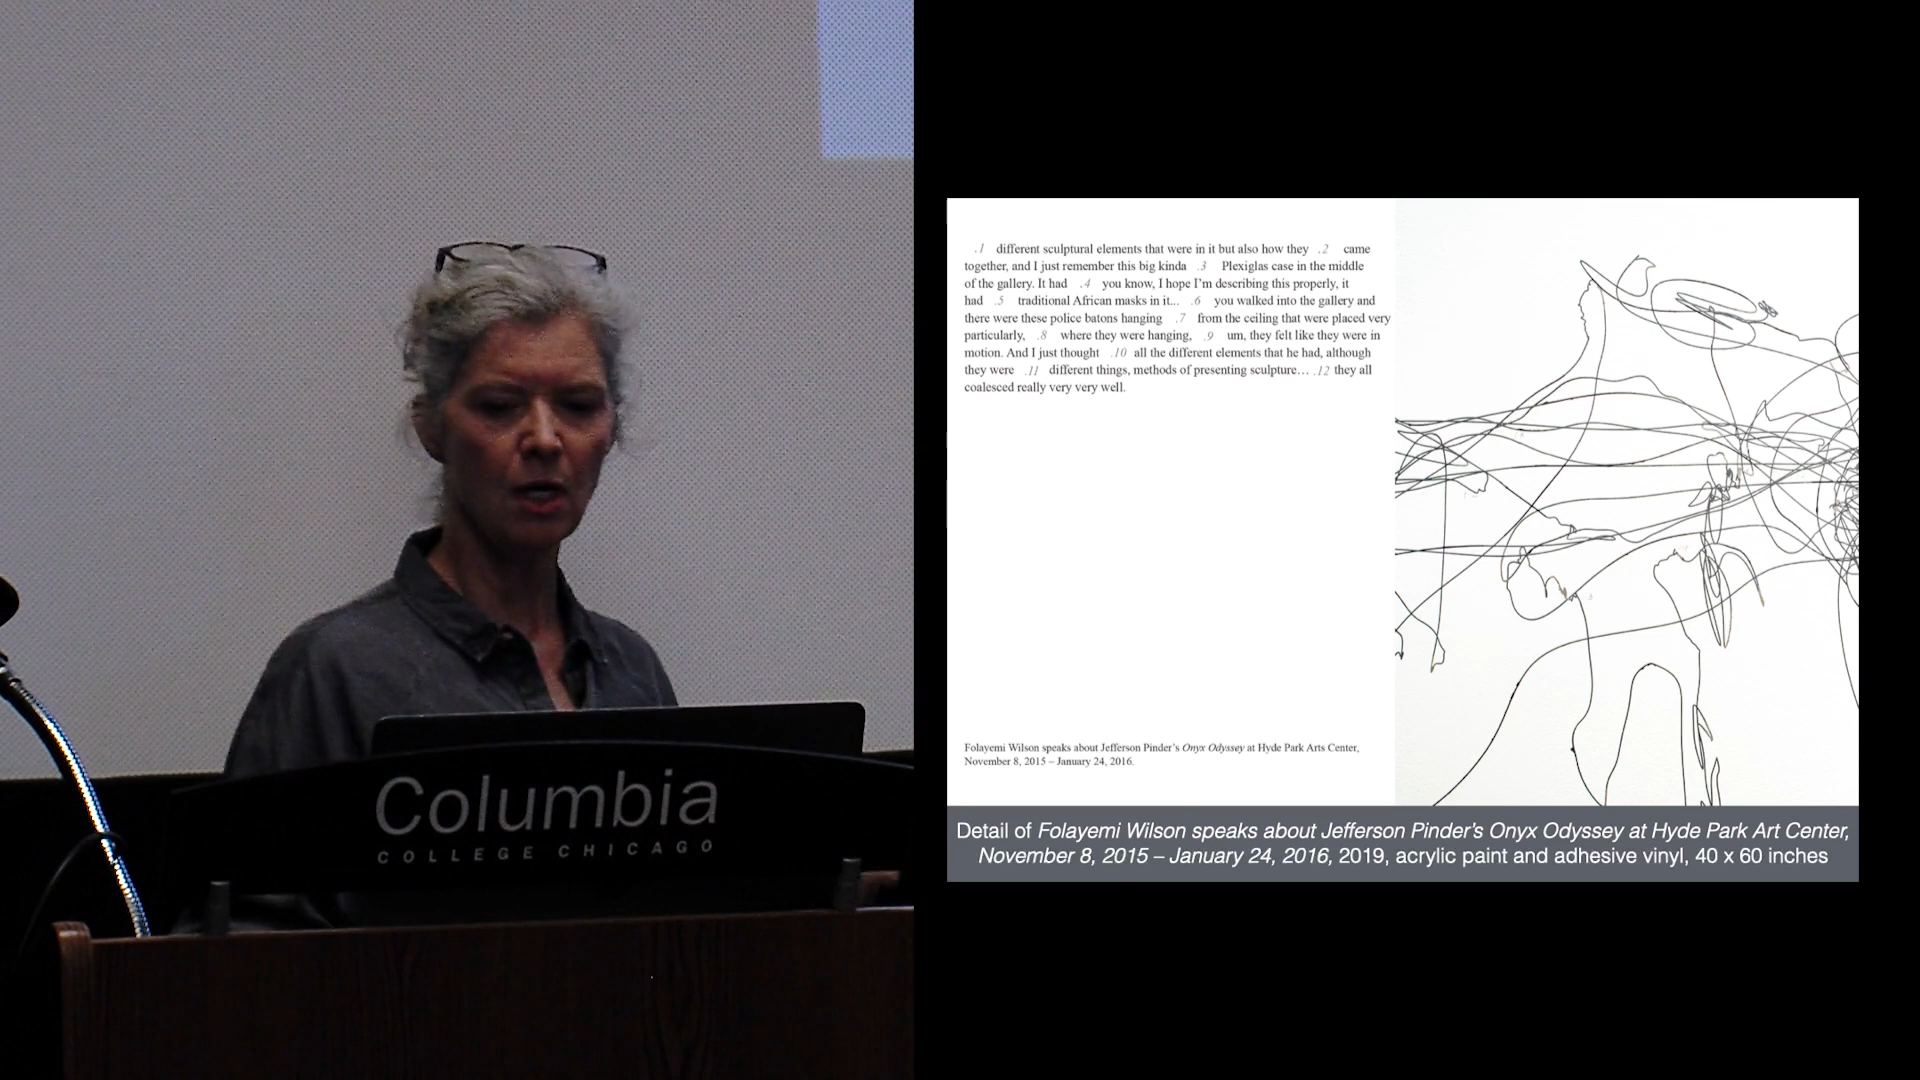 Columbia
COLLEGE CHICAGO
.1 different sculptural elements that were in it but also how they .2 came
together, and I just remember this big kinda .3 Plexiglas case in the middle
of the gallery. It had .4 you know, I hope I'm describing this properly, it
had .5 traditional African masks in it... .6 you walked into the gallery and
there were these police batons hanging .7 from the ceiling that were placed very
particularly, .8 where they were hanging, .9 um, they felt like they were in
motion. And I just thought .10 all the different elements that he had, although
they were .11 different things, methods of presenting sculpture... .12 they all
coalesced really very very well.
Folayemi Wilson speaks about Jefferson Pinder's Onyx Odyssey at Hyde Park Arts Center,
November 8, 2015 – January 24, 2016.
Detail of Folayemi Wilson speaks about Jefferson Pinder's Onyx Odyssey at Hyde Park Art Center,
November 8, 2015 – January 24, 2016, 2019, acrylic paint and adhesive vinyl, 40 x 60 inches